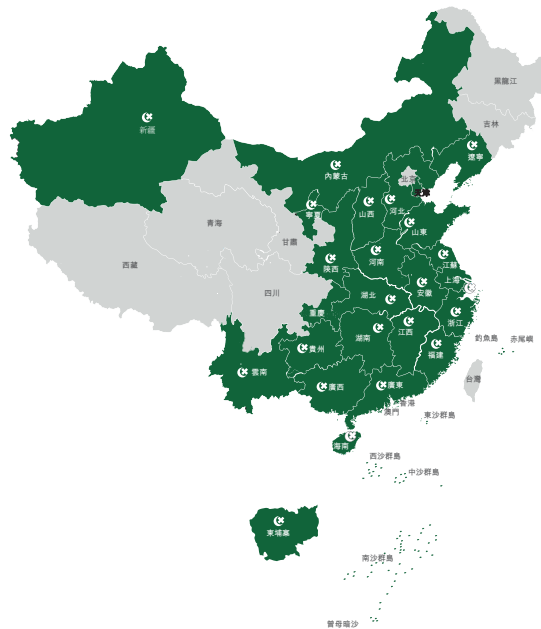 黑龍江
吉林
新疆
遼寧
內蒙古
北京
天津
寧夏
山西
河北
青海
山東
甘肅
西藏
陝西
河南
江蘇
四川
安徽
上海
湖北
重慶
浙江
江西
湖南
釣魚島
赤尾嶼
貴州
福建
雲南
台灣
廣西
廣東
香港
澳門
東沙群島
海南
西沙群島
中沙群島
柬埔寨
南沙群島
曾母暗沙